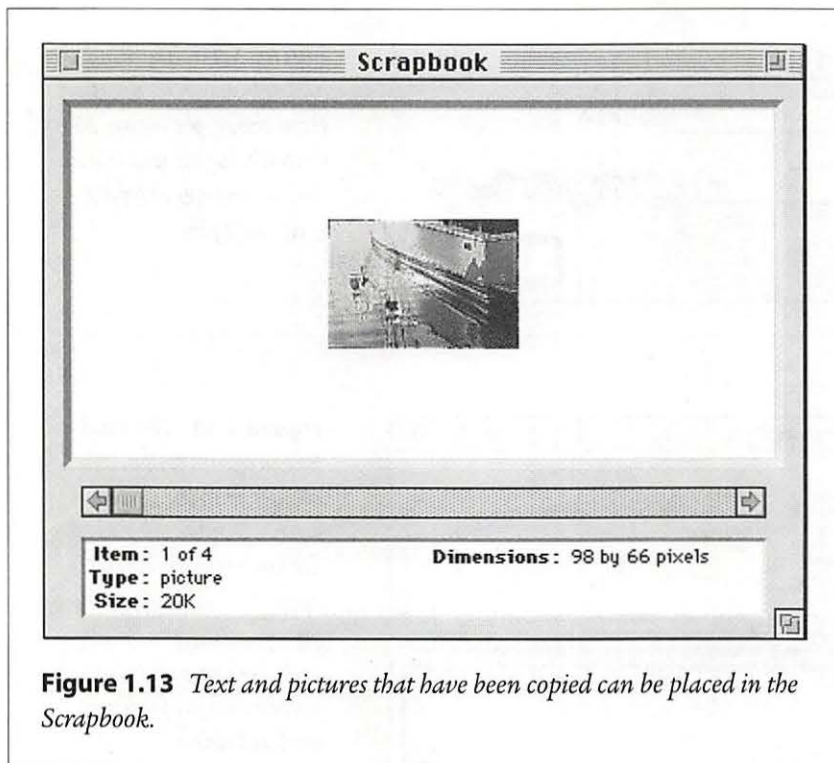 Scrapbook
Item: 1 of 4
Dimensions: 98 by 66 pixels
Type: picture
Size: 20K
Figure 1.13 Text and pictures that have been copied can be placed in the
Scrapbook.